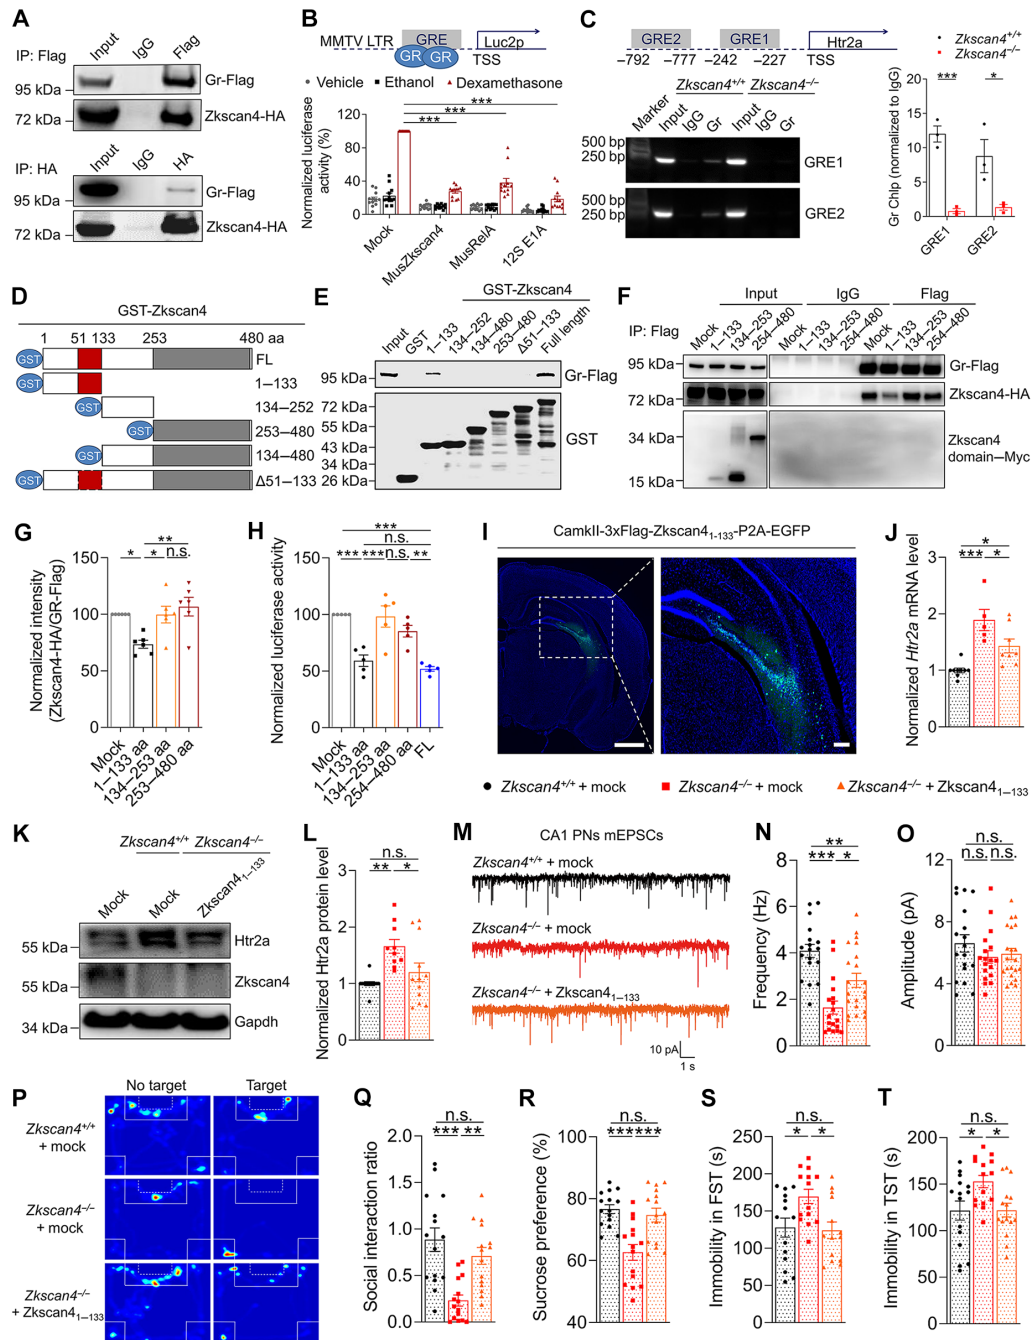 A
IP: Flag
Input
IgG
Flag
95 kDa
Gr-Flag
72 kDa
Zkscan4-HA
IP: HA
Input
IgG
HA
95 kDa
Gr-Flag
72 kDa
Zkscan4-HA
B
MMTV LTR
GRE
GR
GR
Luc2p
TSS
Vehicle
Ethanol
Dexamethasone
Normalized luciferase activity (%)
0
40
80
120
***
***
***
Mock
MusZkscan4
MusRelA
12S E1A
C
GRE2
GRE1
Htr2a
−792
−777
−242
−227
TSS
Zkscan4+/+
Zkscan4−/−
Marker
Input
IgG
Gr
Input
IgG
Gr
500 bp
250 bp
GRE1
500 bp
250 bp
GRE2
Zkscan4+/+
Zkscan4−/−
Gr Chip (normalized to IgG)
0
5
10
15
20
***
*
GRE1
GRE2
D
GST-Zkscan4
1
51
133
253
480 aa
GST
FL
GST
1–133
GST
134–252
GST
253–480
GST
134–480
GST
Δ51–133
E
GST-Zkscan4
Input
GST
1–133
134–252
134–480
253–480
Δ51–133
Full length
95 kDa
Gr-Flag
72 kDa
55 kDa
43 kDa
34 kDa
26 kDa
GST
F
Input
IgG
Flag
IP: Flag
Mock
1–133
134–253
254–480
Mock
1–133
134–253
254–480
Mock
1–133
134–253
254–480
95 kDa
Gr-Flag
72 kDa
Zkscan4-HA
34 kDa
15 kDa
Zkscan4 domain–Myc
G
Normalized intensity (Zkscan4-HA/GR-Flag)
0
50
100
150
**
n.s.
*
*
Mock
1–133 aa
134–253 aa
253–480 aa
H
Normalized luciferase activity
0
50
100
150
***
n.s.
***
***
n.s.
**
Mock
1–133 aa
134–253 aa
254–480 aa
FL
I
CamkII-3xFlag-Zkscan41–133-P2A-EGFP
J
Normalized Htr2a mRNA level
0
1
2
3
*
***
*
Zkscan4+/+ + mock
Zkscan4−/− + mock
Zkscan4−/− + Zkscan41–133
K
Zkscan4+/+
Zkscan4−/−
Mock
Mock
Zkscan41–133
55 kDa
Htr2a
55 kDa
Zkscan4
34 kDa
Gapdh
L
Normalized Htr2a protein level
0
1
2
3
n.s.
**
*
M
CA1 PNs mEPSCs
Zkscan4+/+ + mock
Zkscan4−/− + mock
Zkscan4−/− + Zkscan41–133
10 pA
1 s
N
Frequency (Hz)
0
2
4
6
8
**
***
*
O
Amplitude (pA)
0
4
8
12
n.s.
n.s.
n.s.
P
No target
Target
Zkscan4+/+ + mock
Zkscan4−/− + mock
Zkscan4−/− + Zkscan41–133
Q
Social interaction ratio
0.0
0.5
1.0
1.5
2.0
n.s.
***
**
R
Sucrose preference (%)
40
60
80
100
n.s.
***
***
S
Immobility in FST (s)
0
50
100
150
200
250
n.s.
*
*
T
Immobility in TST (s)
0
50
100
150
200
n.s.
*
*